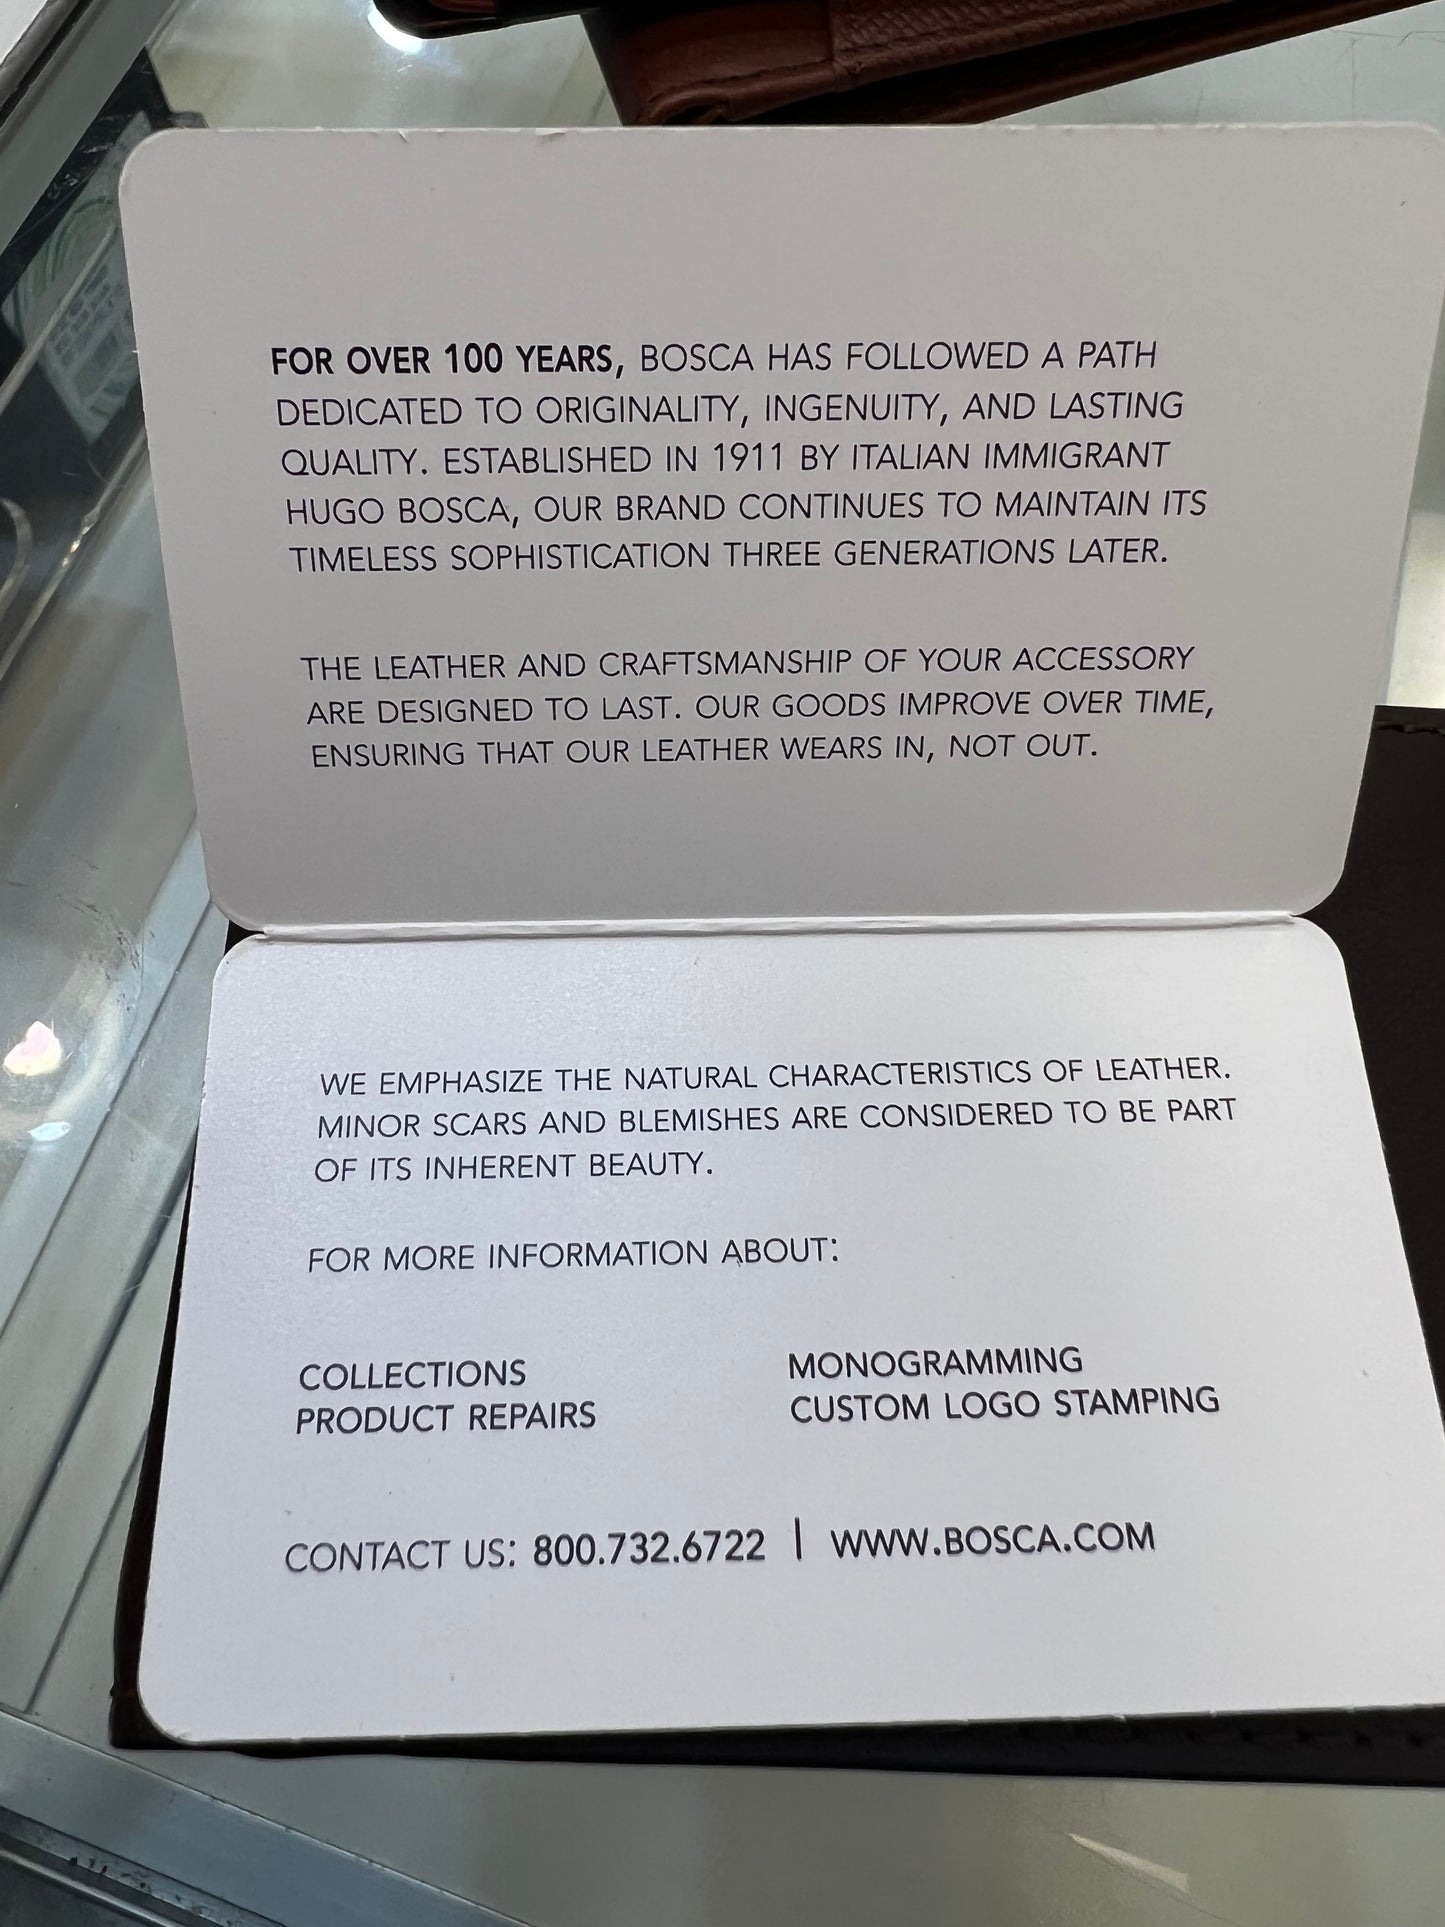 FOR OVER 100 YEARS, BOSCA HAS FOLLOWED A PATH
DEDICATED TO ORIGINALITY, INGENUITY, AND LASTING
QUALITY. ESTABLISHED IN 1911 BY ITALIAN IMMIGRANT
HUGO BOSCA, OUR BRAND CONTINUES TO MAINTAIN ITS
TIMELESS SOPHISTICATION THREE GENERATIONS LATER.
THE LEATHER AND CRAFTSMANSHIP OF YOUR ACCESSORY
ARE DESIGNED TO LAST. OUR GOODS IMPROVE OVER TIME,
ENSURING THAT OUR LEATHER WEARS IN, NOT OUT.
WE EMPHASIZE THE NATURAL CHARACTERISTICS OF LEATHER.
MINOR SCARS AND BLEMISHES ARE CONSIDERED TO BE PART
OF ITS INHERENT BEAUTY.
FOR MORE INFORMATION ABOUT:
COLLECTIONS
PRODUCT REPAIRS
MONOGRAMMING
CUSTOM LOGO STAMPING
CONTACT US: 800.732.6722 | WWW.BOSCA.COM